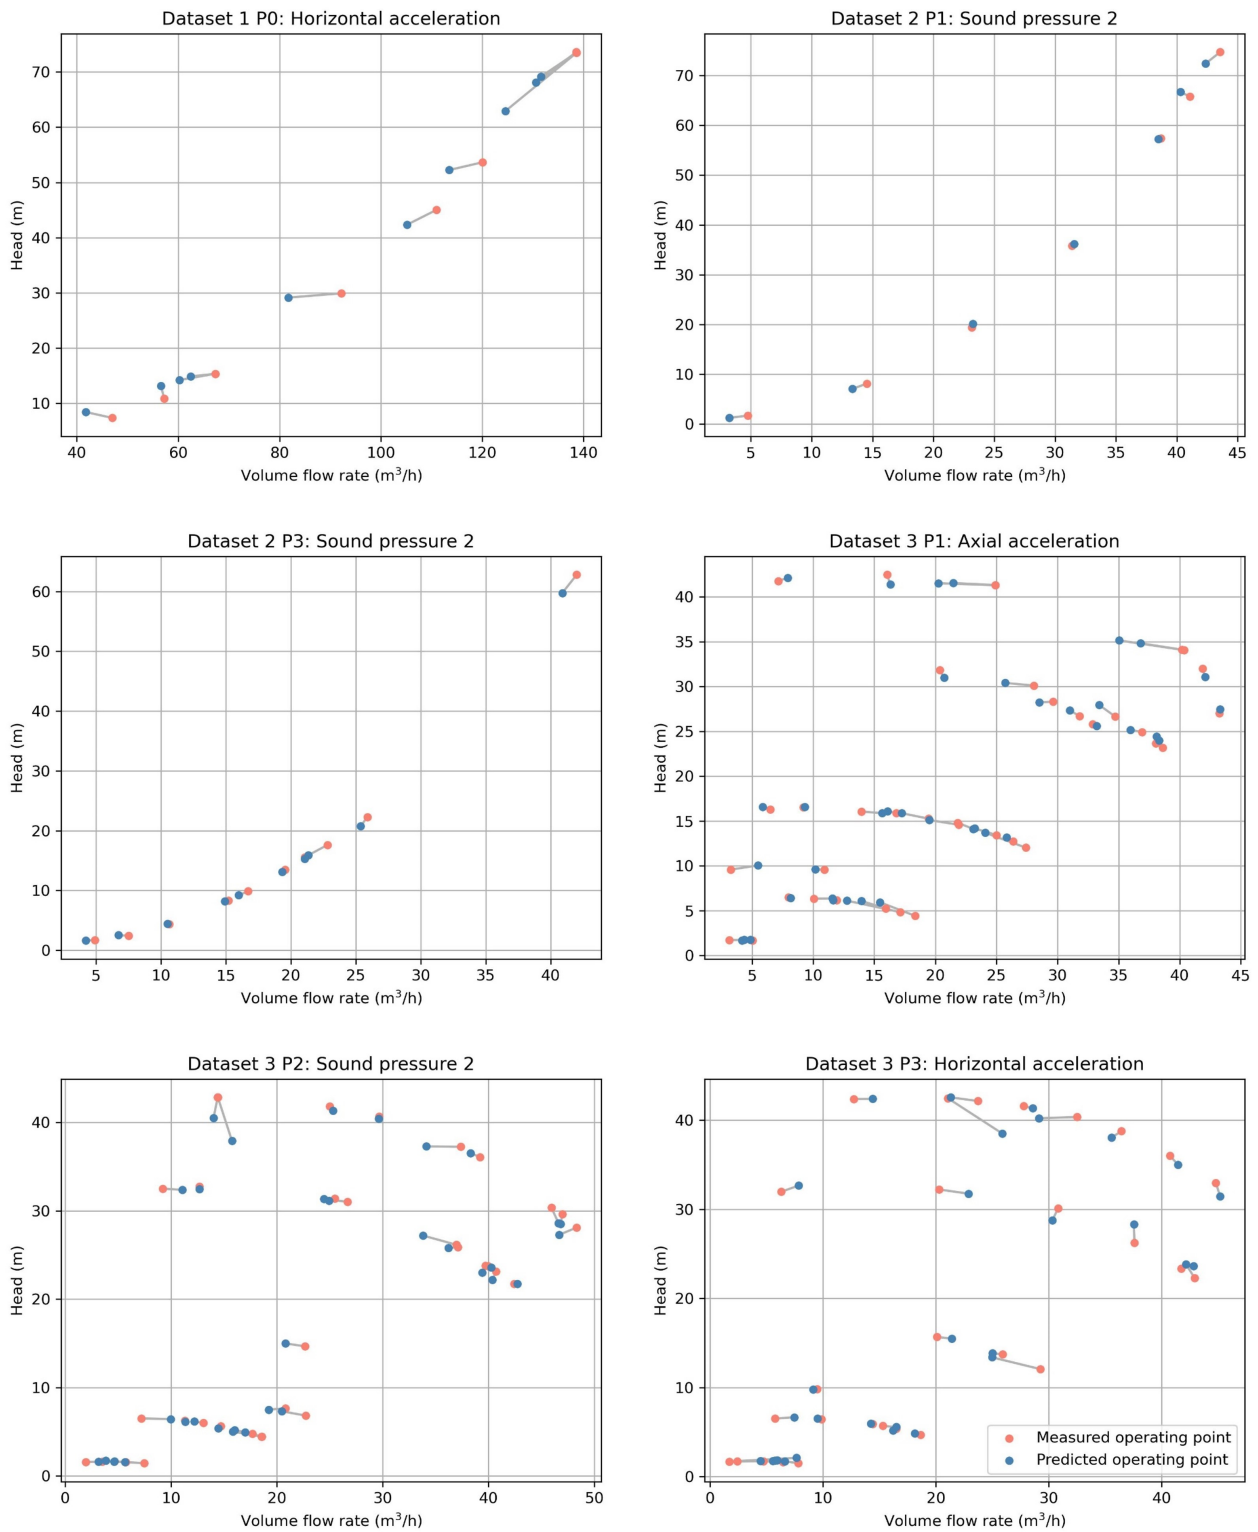 Dataset 1 P0: Horizontal acceleration
70
60
50
40
30
20
10
Head (m)
40 60 80 100 120 140
Volume flow rate (m³/h)
Dataset 2 P1: Sound pressure 2
70
60
50
40
30
20
10
0
Head (m)
5 10 15 20 25 30 35 40 45
Volume flow rate (m³/h)
Dataset 2 P3: Sound pressure 2
60
50
40
30
20
10
0
Head (m)
5 10 15 20 25 30 35 40
Volume flow rate (m³/h)
Dataset 3 P1: Axial acceleration
40
35
30
25
20
15
10
5
0
Head (m)
5 10 15 20 25 30 35 40 45
Volume flow rate (m³/h)
Dataset 3 P2: Sound pressure 2
40
30
20
10
0
Head (m)
0 10 20 30 40 50
Volume flow rate (m³/h)
Dataset 3 P3: Horizontal acceleration
40
30
20
10
0
Head (m)
Measured operating point
Predicted operating point
0 10 20 30 40
Volume flow rate (m³/h)